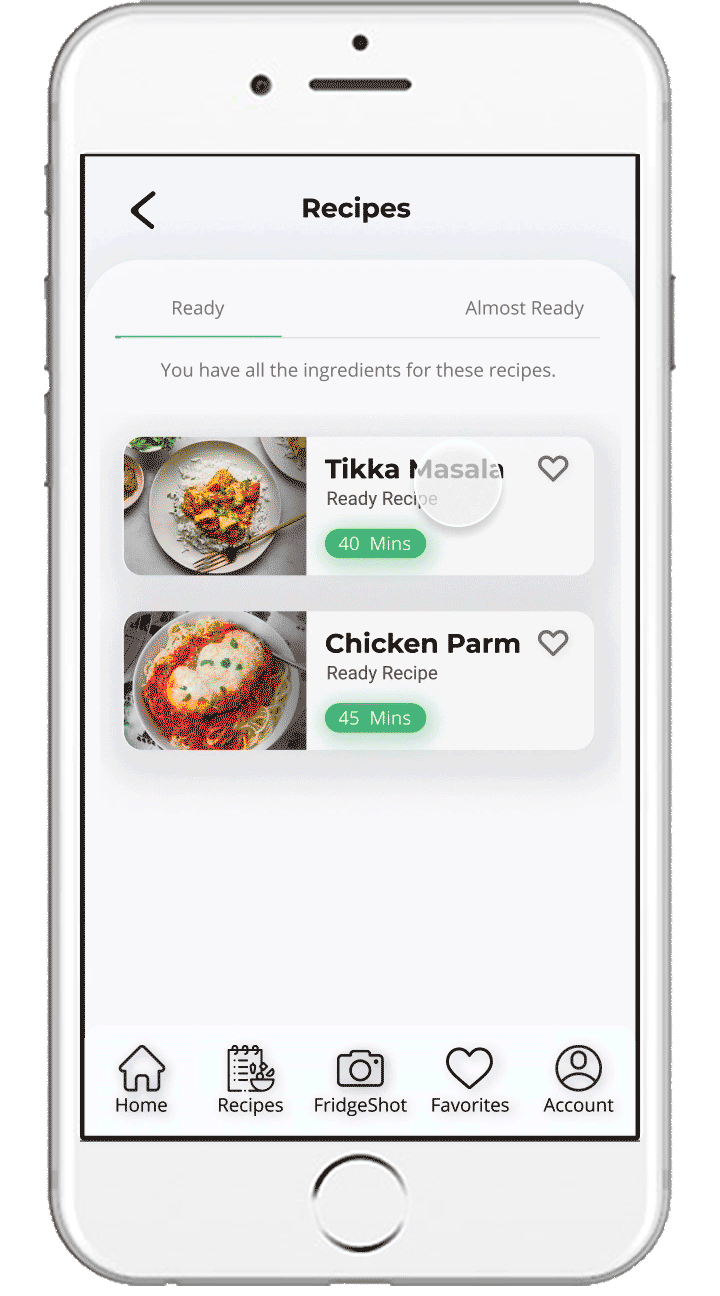 Recipes
Ready
Almost Ready
You have all the ingredients for these recipes.
Tikka Masala
Ready Recipe
40 Mins
Chicken Parm
Ready Recipe
45 Mins
Home
Recipes
FridgeShot
Favorites
Account